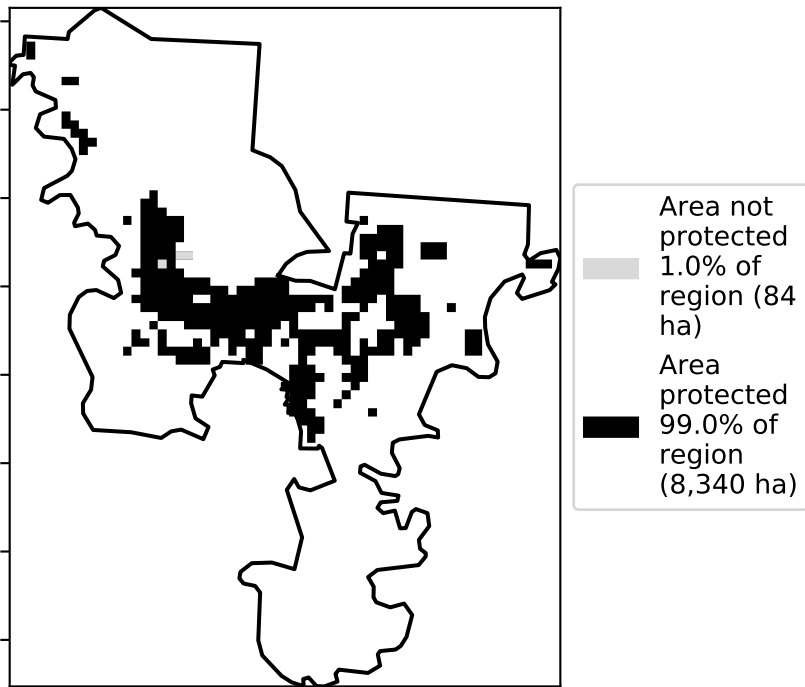 Area not
protected
1.0% of
region (84
ha)
Area
protected
99.0% of
region
(8,340 ha)